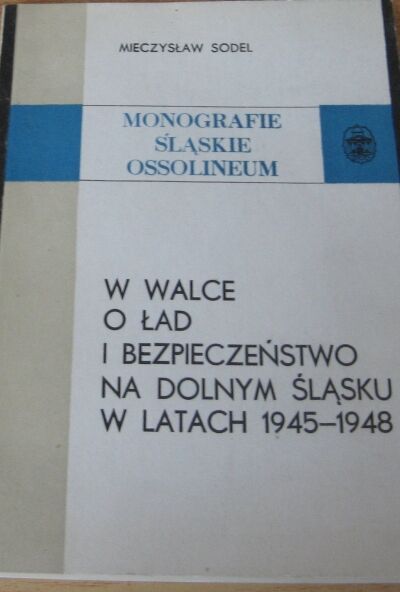 MIECZYSŁAW SODEL
MONOGRAFIE
ŚLĄSKIE
OSSOLINEUM
W WALCE
O ŁAD
I BEZPIECZEŃSTWO
NA DOLNYM ŚLĄSKU
W LATACH 1945–1948